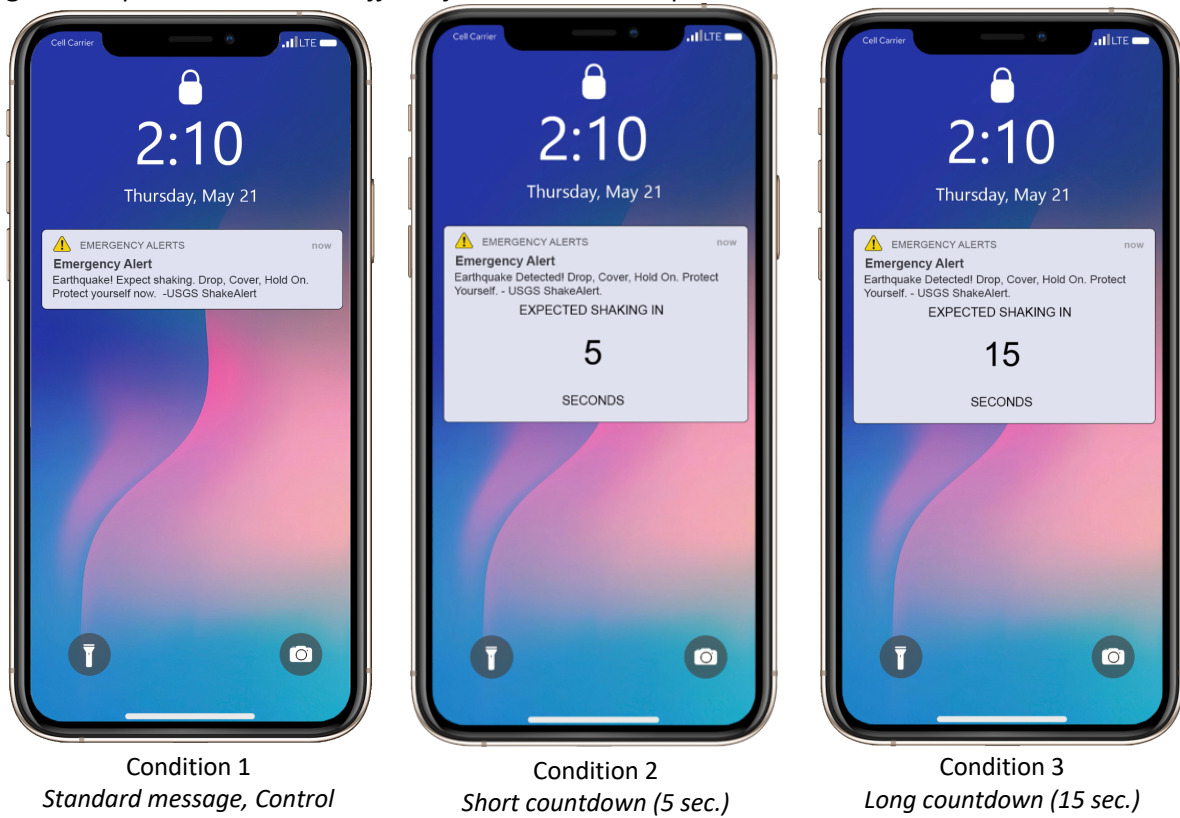 Cell Carrier
LTE
2:10
Thursday, May 21
EMERGENCY ALERTS now
Emergency Alert
Earthquake! Expect shaking. Drop, Cover, Hold On.
Protect yourself now. -USGS ShakeAlert
Condition 1
Standard message, Control
Cell Carrier
LTE
2:10
Thursday, May 21
EMERGENCY ALERTS now
Emergency Alert
Earthquake Detected! Drop, Cover, Hold On. Protect
Yourself. - USGS ShakeAlert.
EXPECTED SHAKING IN
5
SECONDS
Condition 2
Short countdown (5 sec.)
Cell Carrier
LTE
2:10
Thursday, May 21
EMERGENCY ALERTS now
Emergency Alert
Earthquake Detected! Drop, Cover, Hold On. Protect
Yourself. - USGS ShakeAlert.
EXPECTED SHAKING IN
15
SECONDS
Condition 3
Long countdown (15 sec.)